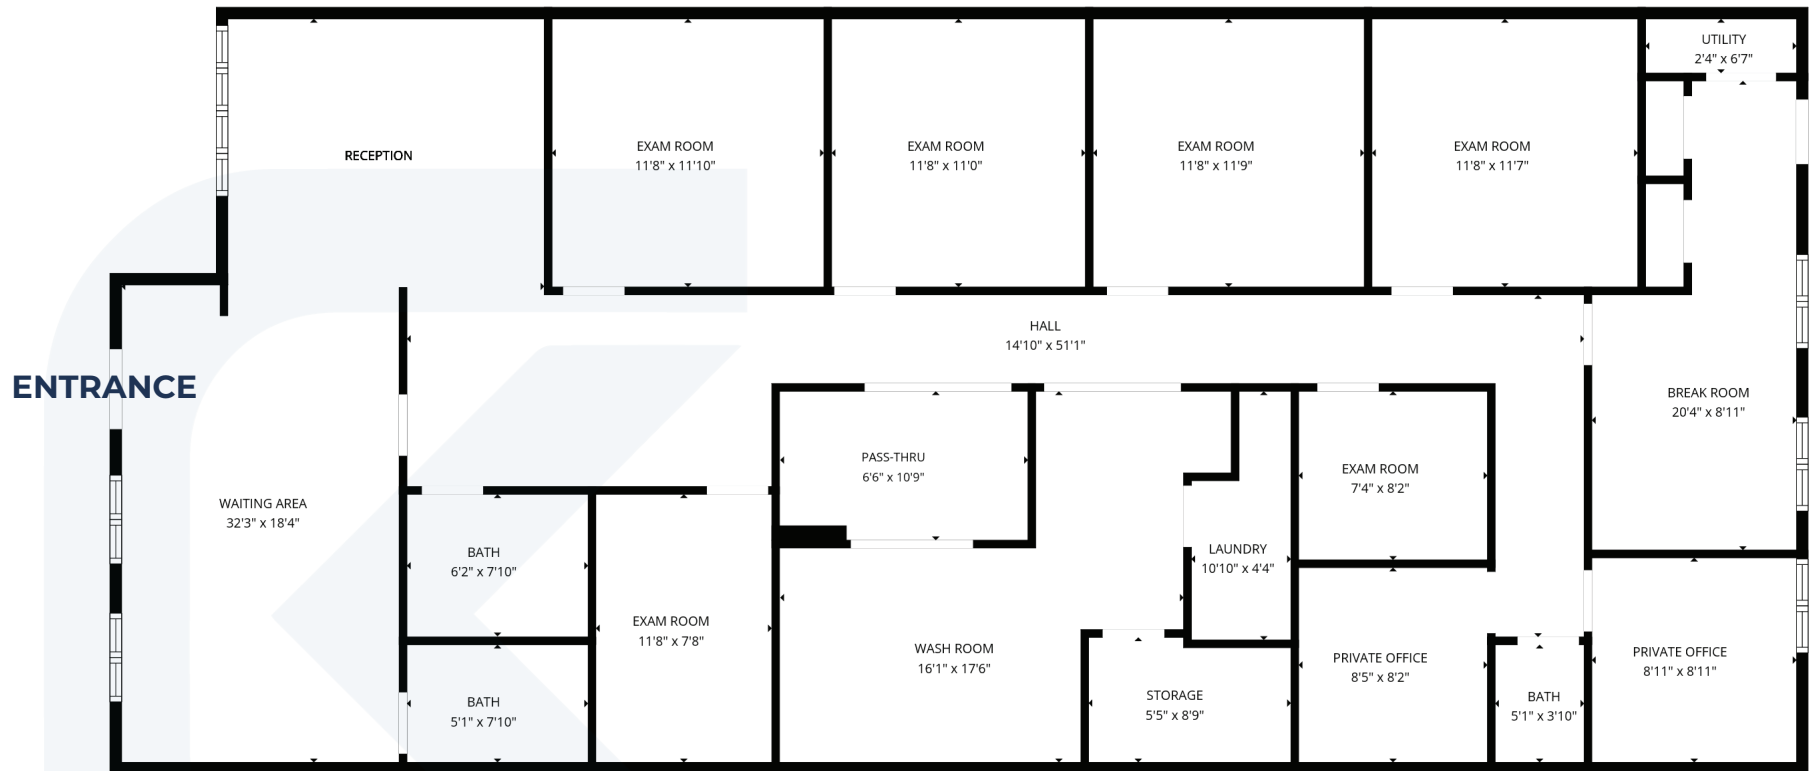 UTILITY
2'4" x 6'7"
RECEPTION
EXAM ROOM
11'8" x 11'10"
EXAM ROOM
11'8" x 11'0"
EXAM ROOM
11'8" x 11'9"
EXAM ROOM
11'8" x 11'7"
HALL
14'10" x 51'1"
ENTRANCE
BREAK ROOM
20'4" x 8'11"
PASS-THRU
6'6" x 10'9"
EXAM ROOM
7'4" x 8'2"
WAITING AREA
32'3" x 18'4"
BATH
6'2" x 7'10"
LAUNDRY
10'10" x 4'4"
EXAM ROOM
11'8" x 7'8"
WASH ROOM
16'1" x 17'6"
PRIVATE OFFICE
8'5" x 8'2"
PRIVATE OFFICE
8'11" x 8'11"
BATH
5'1" x 7'10"
STORAGE
5'5" x 8'9"
BATH
5'1" x 3'10"